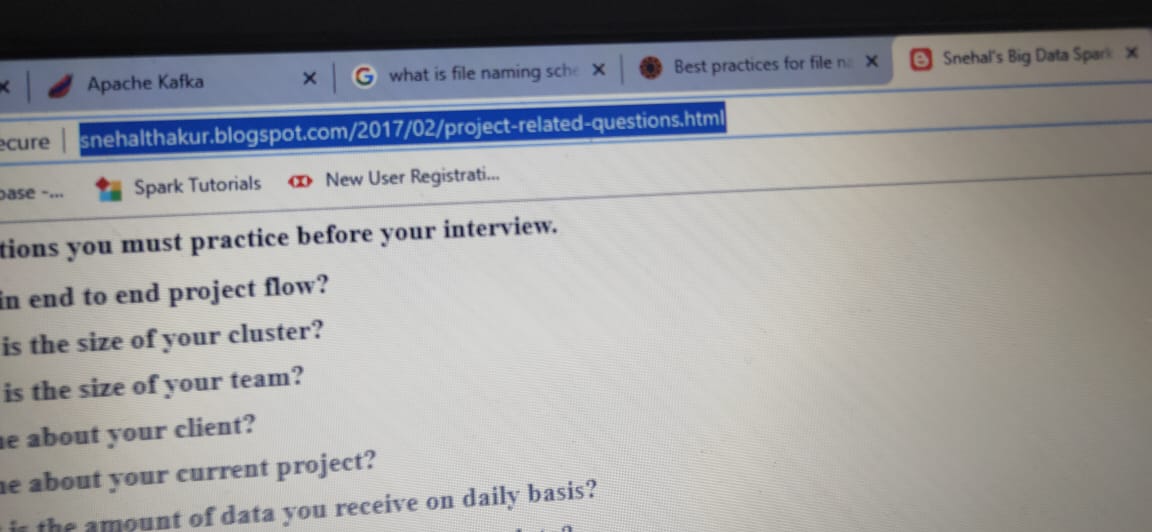 Apache Kafka
what is file naming sche
Best practices for file na
Snehal's Big Data Spark
ecure
snehalthakur.blogspot.com/2017/02/project-related-questions.html
base -...
Spark Tutorials
New User Registrati...
tions you must practice before your interview.
in end to end project flow?
is the size of your cluster?
is the size of your team?
ne about your client?
ne about your current project?
is the amount of data you receive on daily basis?